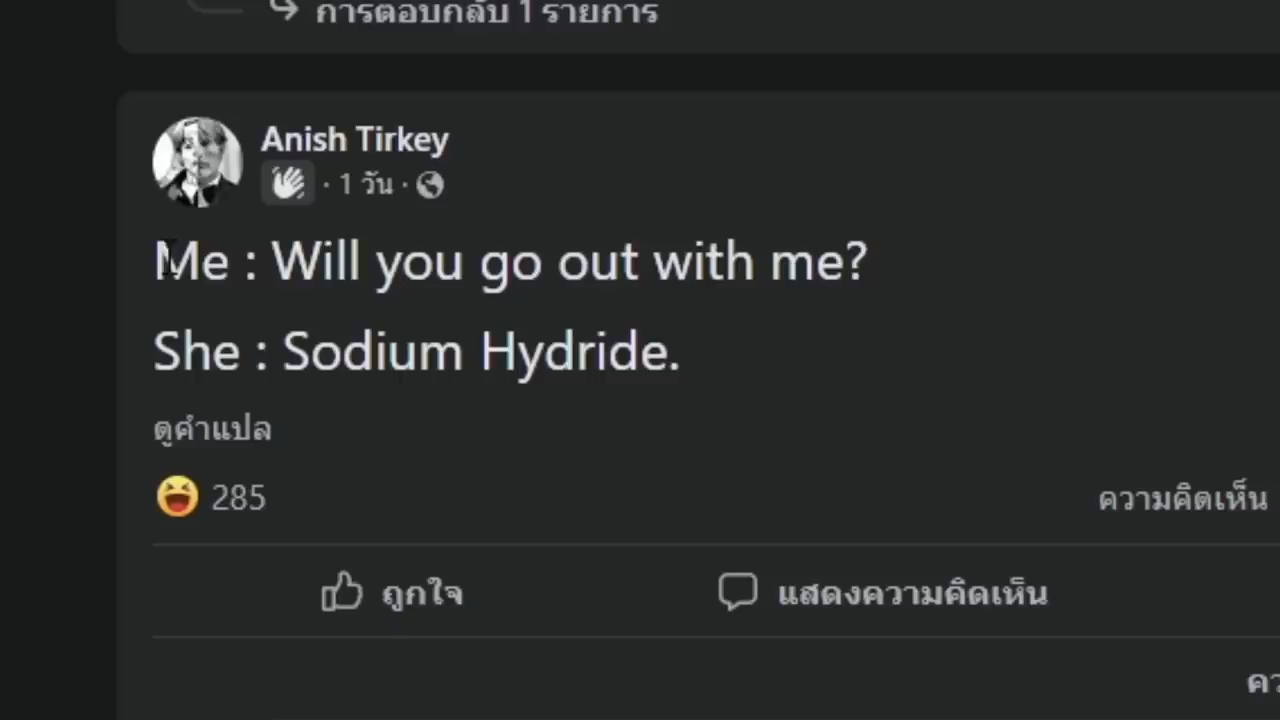 การตอบกลับ 1 รายการ
Anish Tirkey
· 1 วัน ·
Me : Will you go out with me?
She : Sodium Hydride.
ดูคำแปล
285
ความคิดเห็น
ถูกใจ
แสดงความคิดเห็น